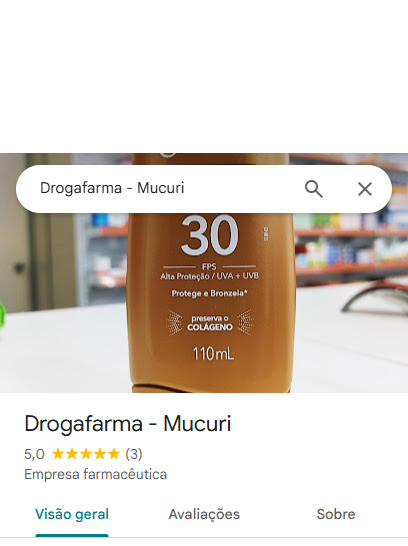 Drogafarma - Mucuri
30
FPS
Alta Proteção / UVA + UVB
Protege e Bronzeia*
preserva o
COLÁGENO
110mL
Drogafarma - Mucuri
5,0 ★★★★★ (3)
Empresa farmacêutica
Visão geral Avaliações Sobre